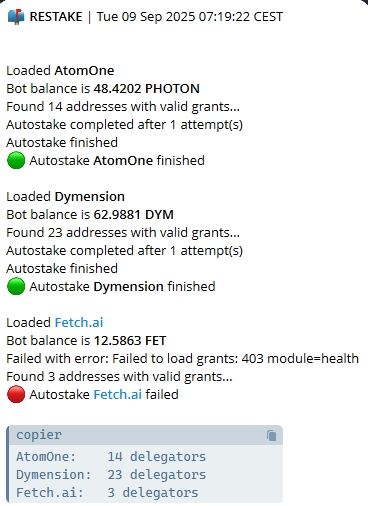 📬 RESTAKE | Tue 09 Sep 2025 07:19:22 CEST
Loaded AtomOne
Bot balance is 48.4202 PHOTON
Found 14 addresses with valid grants...
Autostake completed after 1 attempt(s)
Autostake finished
🟢 Autostake AtomOne finished
Loaded Dymension
Bot balance is 62.9881 DYM
Found 23 addresses with valid grants...
Autostake completed after 1 attempt(s)
Autostake finished
🟢 Autostake Dymension finished
Loaded Fetch.ai
Bot balance is 12.5863 FET
Failed with error: Failed to load grants: 403 module=health
Found 3 addresses with valid grants...
🔴 Autostake Fetch.ai failed
copier
AtomOne:    14 delegators
Dymension:  23 delegators
Fetch.ai:   3 delegators